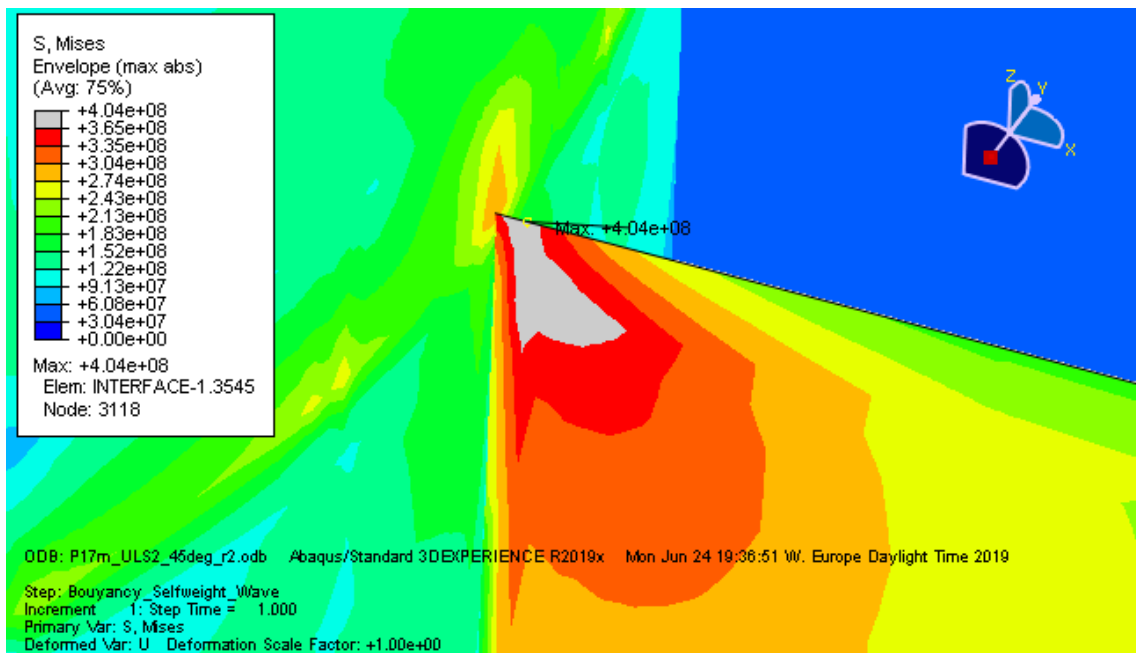 S, Mises
Envelope (max abs)
(Avg: 75%)
+4.04e+08
+3.65e+08
+3.35e+08
+3.04e+08
+2.74e+08
+2.43e+08
+2.13e+08
+1.83e+08
+1.52e+08
+1.22e+08
+9.13e+07
+6.08e+07
+3.04e+07
+0.00e+00
Max: +4.04e+08
Elem: INTERFACE-1.3545
Node: 3118
Z
Y
X
Max: +4.04e+08
ODB: P17m_ULS2_45deg_r2.odb Abaqus/Standard 3DEXPERIENCE R2019x Mon Jun 24 19:36:51 W. Europe Daylight Time 2019
Step: Bouyancy_Selfweight_Wave
Increment 1: Step Time = 1.000
Primary Var: S, Mises
Deformed Var: U Deformation Scale Factor: +1.00e+00